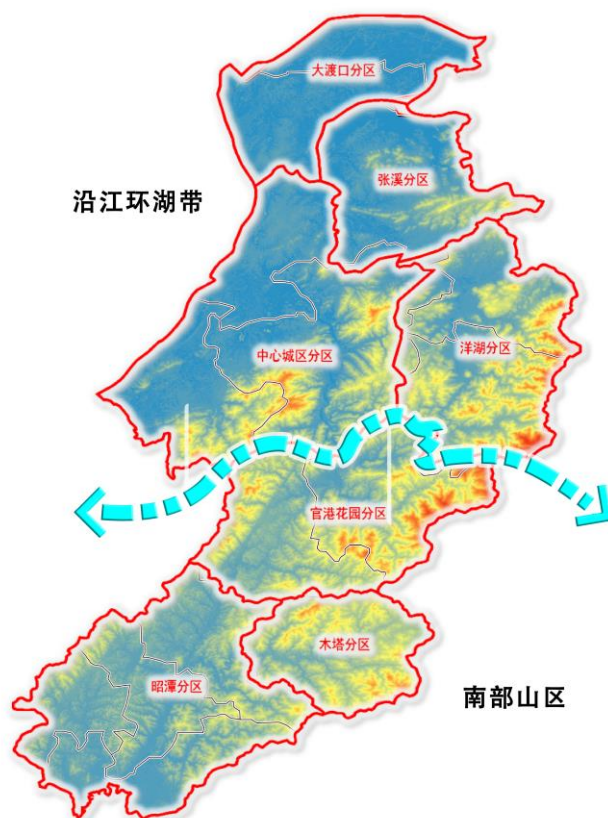 大渡口分区
张溪分区
沿江环湖带
中心城区分区
洋湖分区
官港花园分区
木塔分区
昭潭分区
南部山区